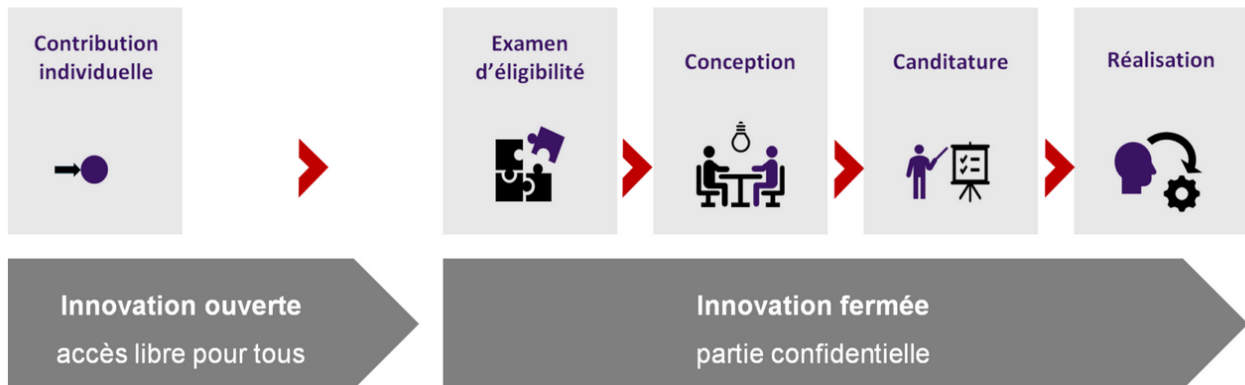 Contribution
individuelle
Examen
d'éligibilité
Conception
Canditature
Réalisation
Innovation ouverte
accès libre pour tous
Innovation fermée
partie confidentielle